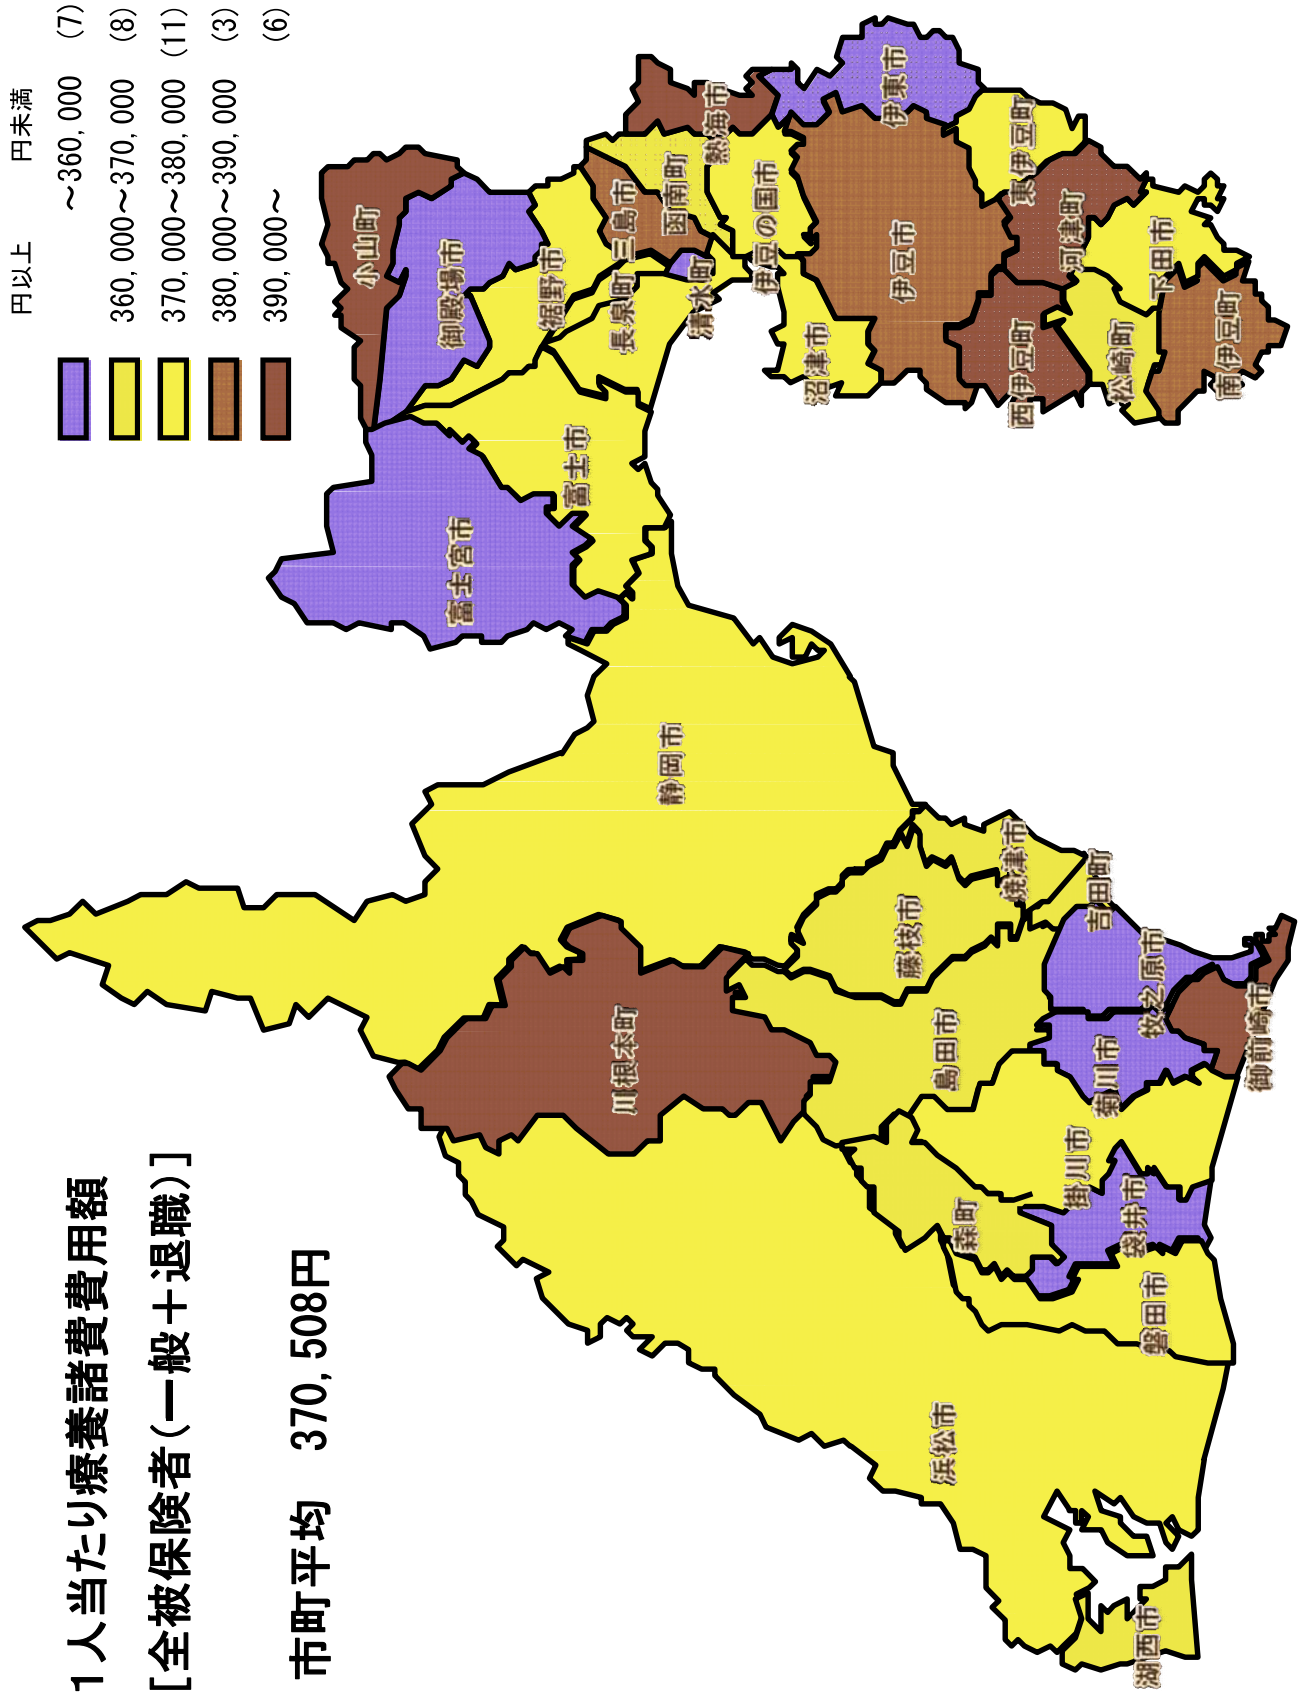 1人当たり療養諸費費用額
[全被保険者(一般＋退職)]
市町平均　370,508円
円以上　円未満
～360,000 (7)
360,000～370,000 (8)
370,000～380,000 (11)
380,000～390,000 (3)
390,000～ (6)
小山町
御殿場市
裾野市
三島市
函南町
熱海市
長泉町
清水町
伊豆の国市
伊東市
沼津市
伊豆市
東伊豆町
河津町
西伊豆町
下田市
松崎町
南伊豆町
富士市
富士宮市
静岡市
焼津市
藤枝市
吉田町
牧之原市
島田市
川根本町
御前崎市
菊川市
掛川市
袋井市
森町
磐田市
浜松市
湖西市